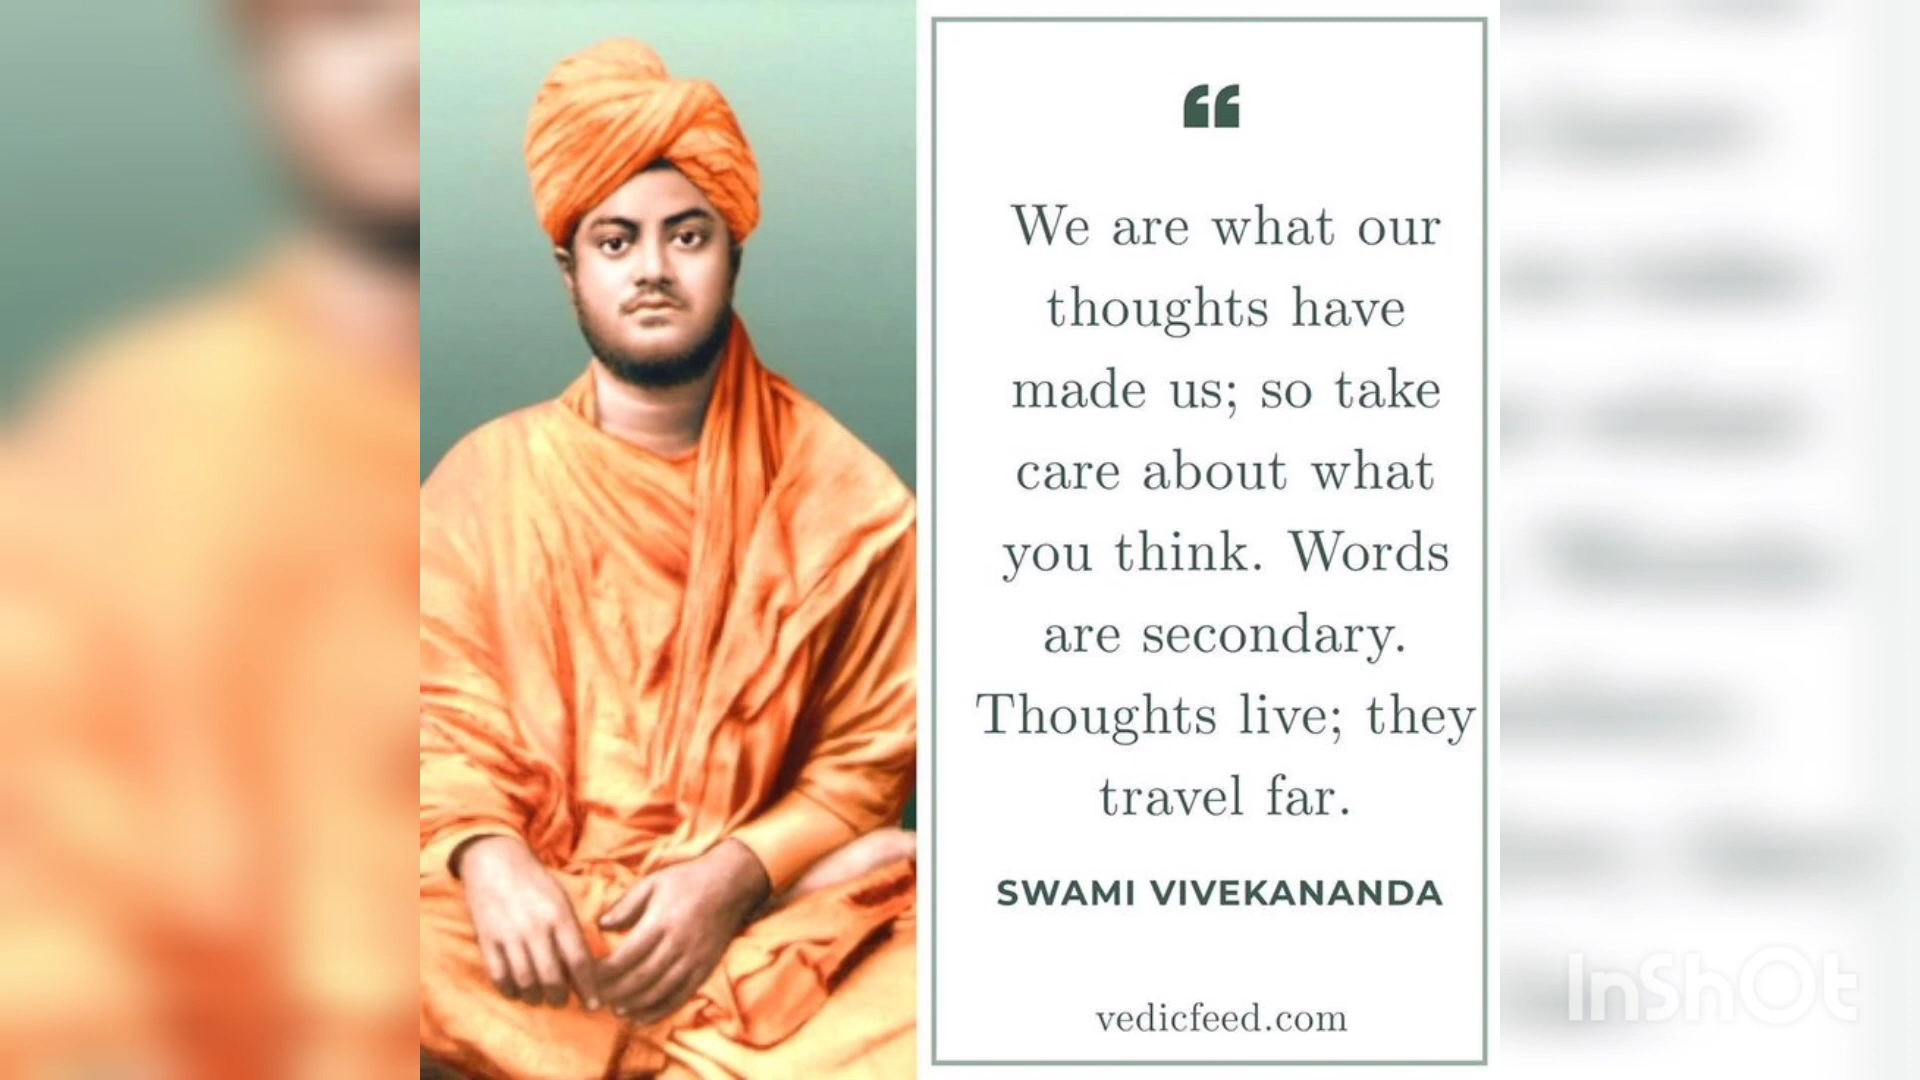 “
We are what our
thoughts have
made us; so take
care about what
you think. Words
are secondary.
Thoughts live; they
travel far.
SWAMI VIVEKANANDA
vedicfeed.com
InShOt